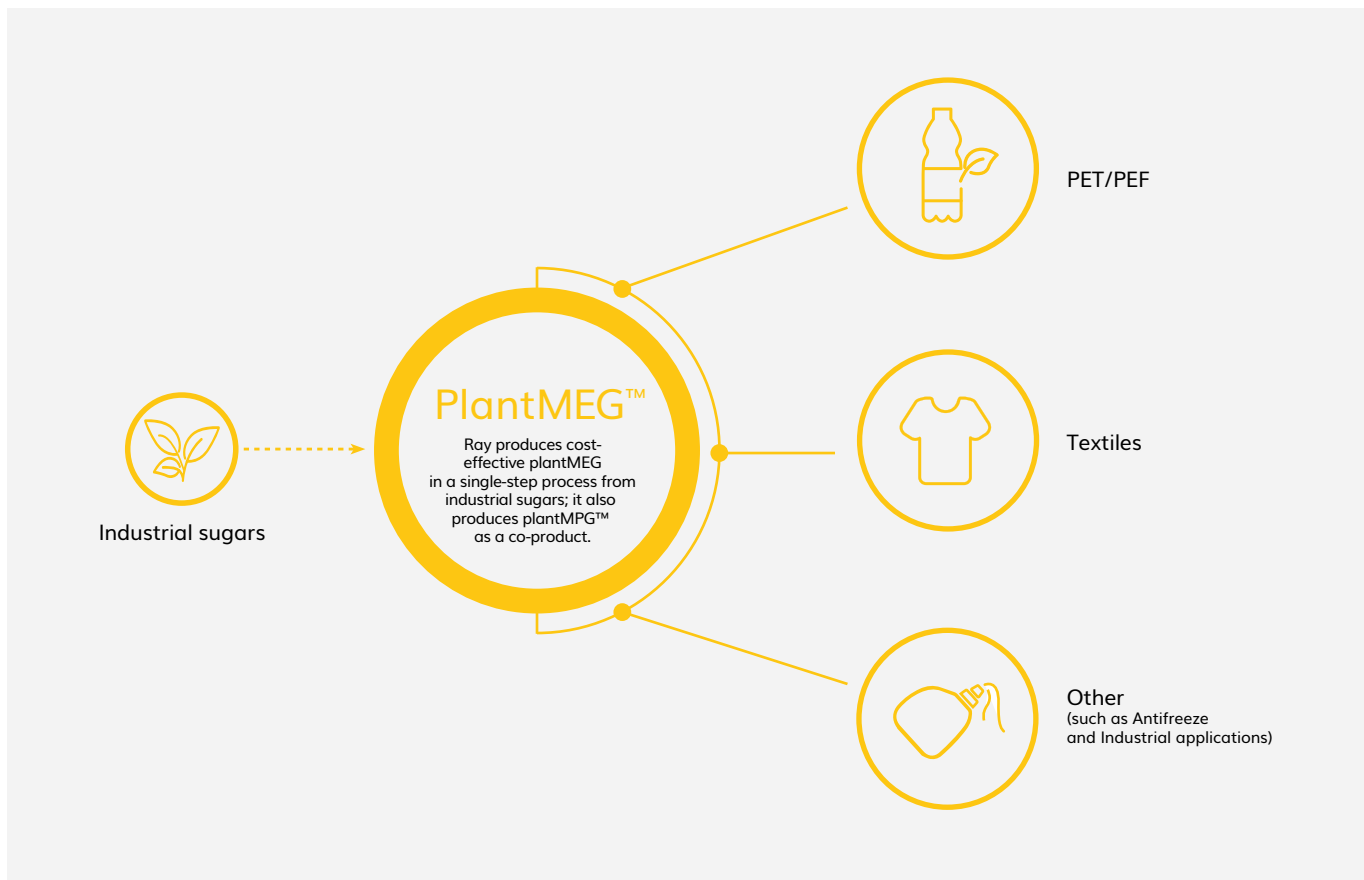 Industrial sugars
PlantMEG™
Ray produces cost-
effective plantMEG
in a single-step process from
industrial sugars; it also
produces plantMPG™
as a co-product.
PET/PEF
Textiles
Other
(such as Antifreeze
and Industrial applications)